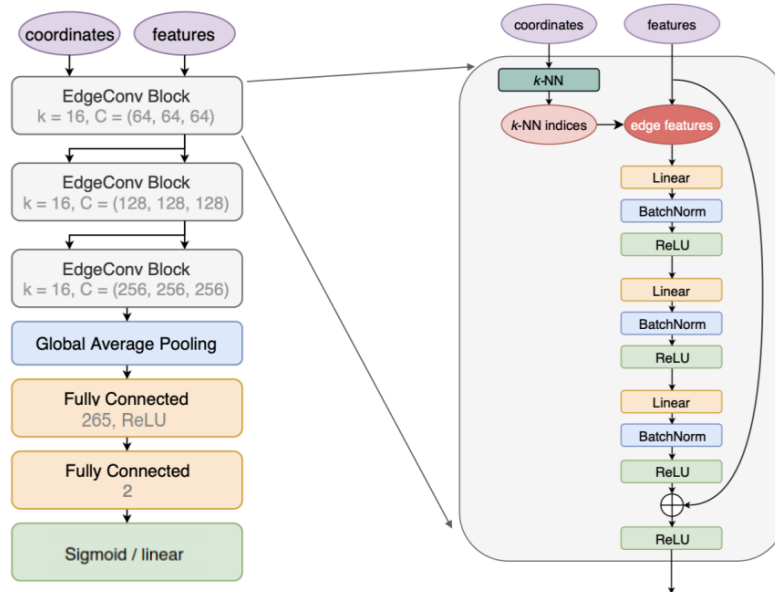 coordinates
features
EdgeConv Block
k = 16, C = (64, 64, 64)
EdgeConv Block
k = 16, C = (128, 128, 128)
EdgeConv Block
k = 16, C = (256, 256, 256)
Global Average Pooling
Fully Connected
265, ReLU
Fully Connected
2
Sigmoid / linear
coordinates
features
k-NN
k-NN indices
edge features
Linear
BatchNorm
ReLU
Linear
BatchNorm
ReLU
Linear
BatchNorm
ReLU
ReLU